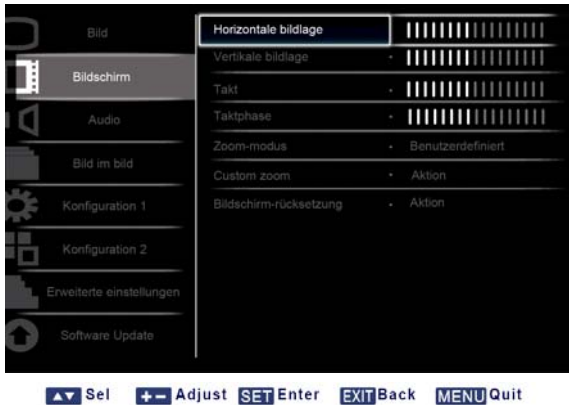 Bild
Bildschirm
Audio
Bild im bild
Konfiguration 1
Konfiguration 2
Erweiterte einstellungen
Software Update
Horizontale bildlage
Vertikale bildlage
Takt
Taktphase
Zoom-modus Benutzerdefiniert
Custom zoom Aktion
Bildschirm-rücksetzung Aktion
Sel Adjust SET Enter EXIT Back MENU Quit